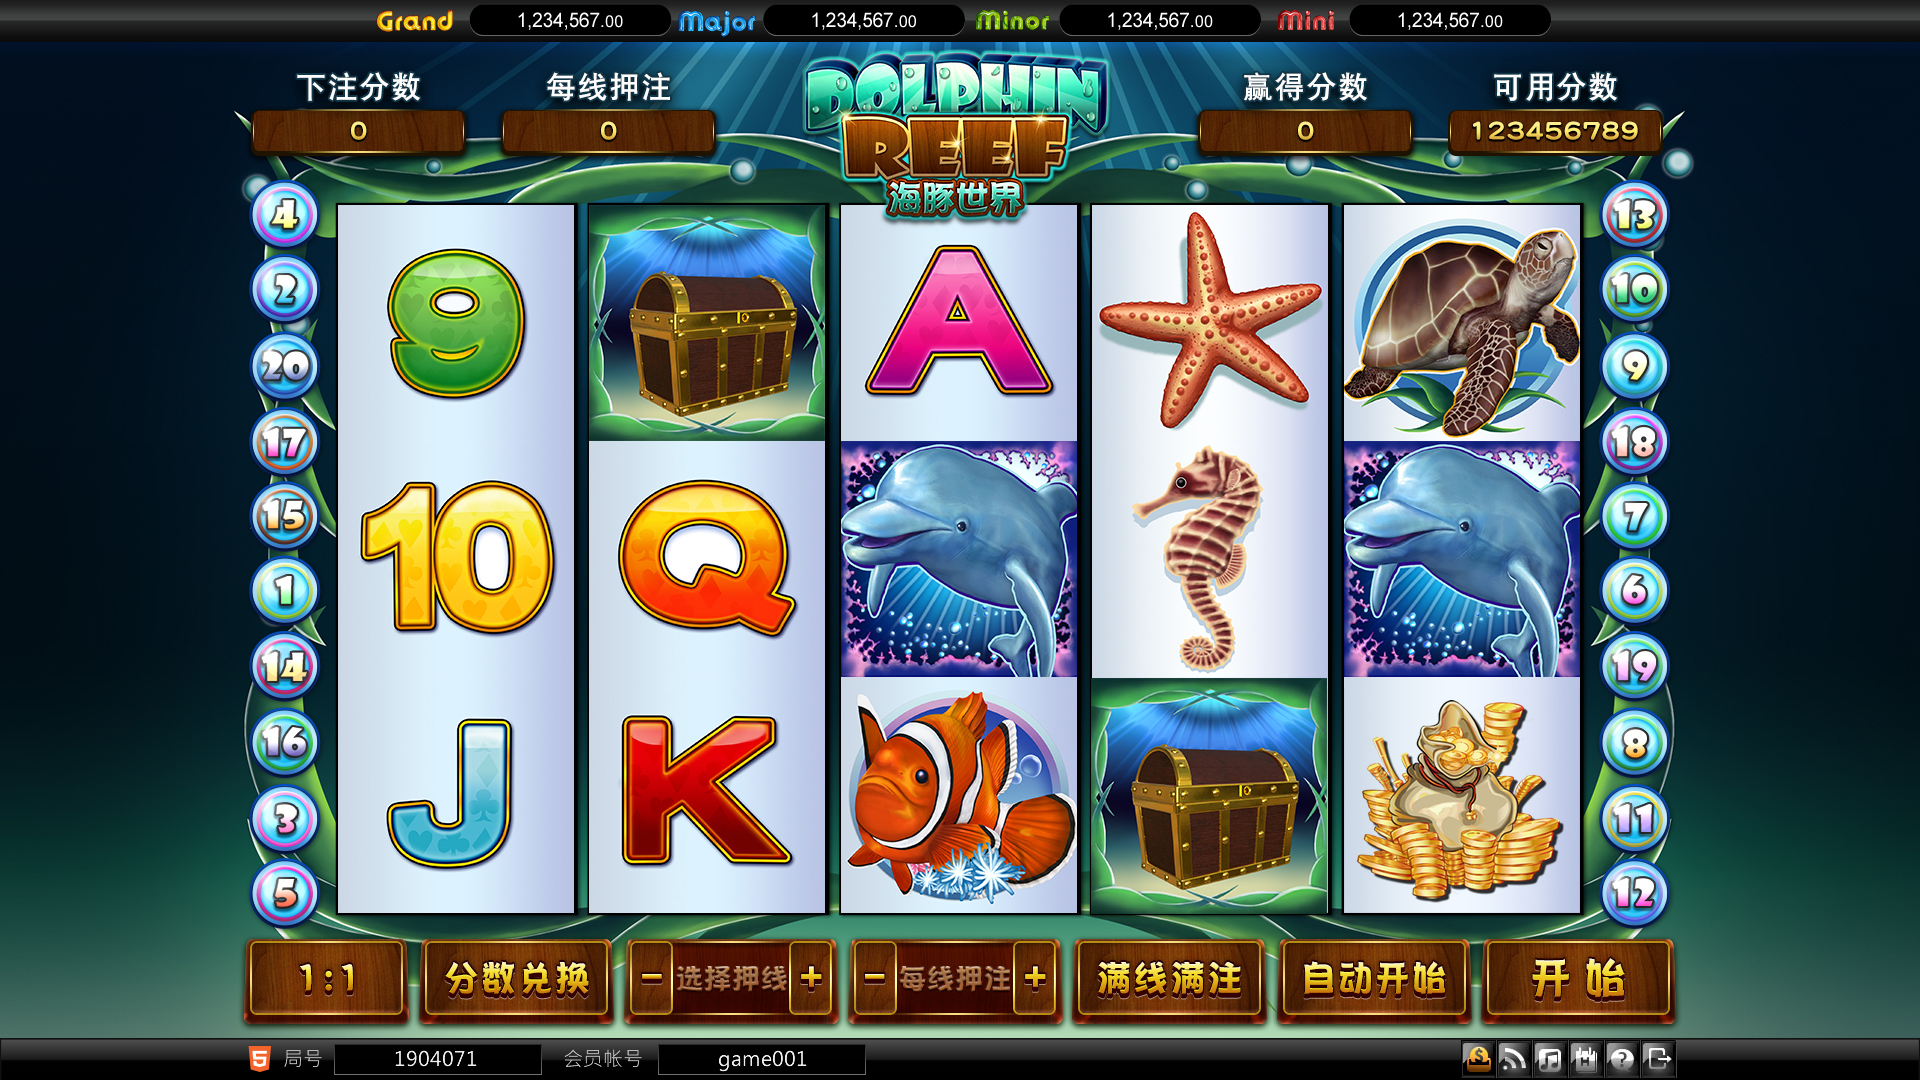 Grand 1,234,567.00 Major 1,234,567.00 Minor 1,234,567.00 Mini 1,234,567.00
下注分数 每线押注 赢得分数 可用分数
0 0 0 123456789
DOLPHIN
REEF
海豚世界
4 13
2 10
20 9
17 18
15 7
1 6
14 19
16 8
3 11
5 12
9 A
10 Q
J K
1:1 分数兑换 - 选择押线 + - 每线押注 + 满线满注 自动开始 开始
5 局号 1904071 会员帐号 game001 $ ?